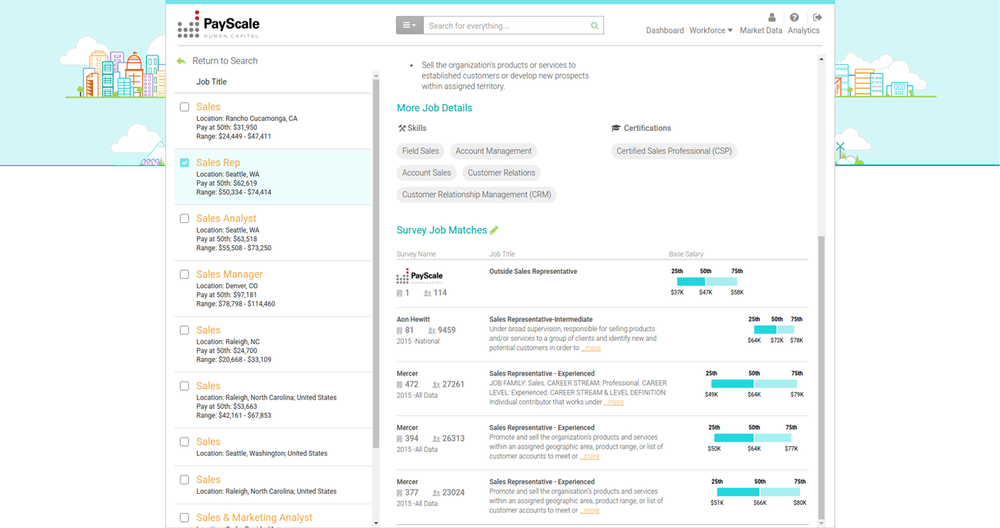 PayScale
HUMAN CAPITAL
Search for everything...
Dashboard Workforce Market Data Analytics
Return to Search
Job Title
Sales
Location: Rancho Cucamonga, CA
Pay at 50th: $31,950
Range: $24,449 - $47,411
Sales Rep
Location: Seattle, WA
Pay at 50th: $62,619
Range: $50,334 - $74,414
Sales Analyst
Location: Seattle, WA
Pay at 50th: $63,518
Range: $55,508 - $73,250
Sales Manager
Location: Denver, CO
Pay at 50th: $97,181
Range: $78,798 - $114,460
Sales
Location: Raleigh, NC
Pay at 50th: $24,700
Range: $20,668 - $33,109
Sales
Location: Raleigh, North Carolina; United States
Pay at 50th: $53,663
Range: $42,161 - $67,853
Sales
Location: Seattle, Washington; United States
Sales
Location: Raleigh, North Carolina; United States
Sales & Marketing Analyst
• Sell the organization's products or services to
established customers or develop new prospects
within assigned territory.
More Job Details
Skills
Certifications
Field Sales
Account Management
Certified Sales Professional (CSP)
Account Sales
Customer Relations
Customer Relationship Management (CRM)
Survey Job Matches
Survey Name Job Title Base Salary
PayScale
HUMAN CAPITAL
1 114
Outside Sales Representative
25th 50th 75th
$37K $47K $58K
Aon Hewitt
81 9459
2015 -National
Sales Representative-Intermediate
Under broad supervision, responsible for selling products
and/or services to a group of clients and identify new and
potential customers in order to ...more
25th 50th 75th
$64K $72K $78K
Mercer
472 27261
2015 -All Data
Sales Representative - Experienced
JOB FAMILY: Sales. CAREER STREAM: Professional. CAREER
LEVEL: Experienced. CAREER STREAM & LEVEL DEFINITION:
Individual contributor that works under ...more
25th 50th 75th
$49K $64K $79K
Mercer
394 26313
2015 -All Data
Sales Representative - Experienced
Promote and sell the organization's products and services
within an assigned geographic area, product range, or list of
customer accounts to meet or ...more
25th 50th 75th
$50K $64K $77K
Mercer
377 23024
2015 -All Data
Sales Representative - Experienced
Promote and sell the organisation's products and services
within an assigned geographic area, product range, or list of
customer accounts to meet or ...more
25th 50th 75th
$51K $66K $80K